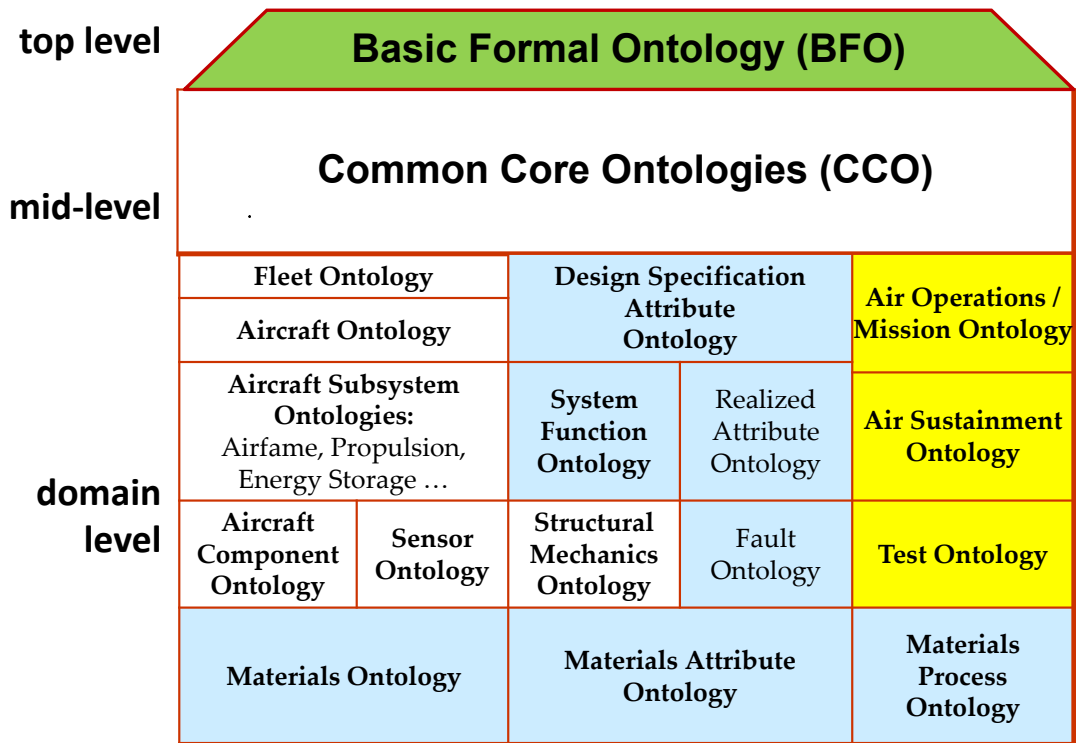 top level
Basic Formal Ontology (BFO)
Common Core Ontologies (CCO)
mid-level
.
Fleet Ontology
Aircraft Ontology
Design Specification
Attribute
Ontology
Air Operations /
Mission Ontology
Aircraft Subsystem
Ontologies:
Airfame, Propulsion,
Energy Storage …
System
Function
Ontology
Realized
Attribute
Ontology
Air Sustainment
Ontology
domain
level
Aircraft
Component
Ontology
Sensor
Ontology
Structural
Mechanics
Ontology
Fault
Ontology
Test Ontology
Materials Ontology
Materials Attribute
Ontology
Materials
Process
Ontology